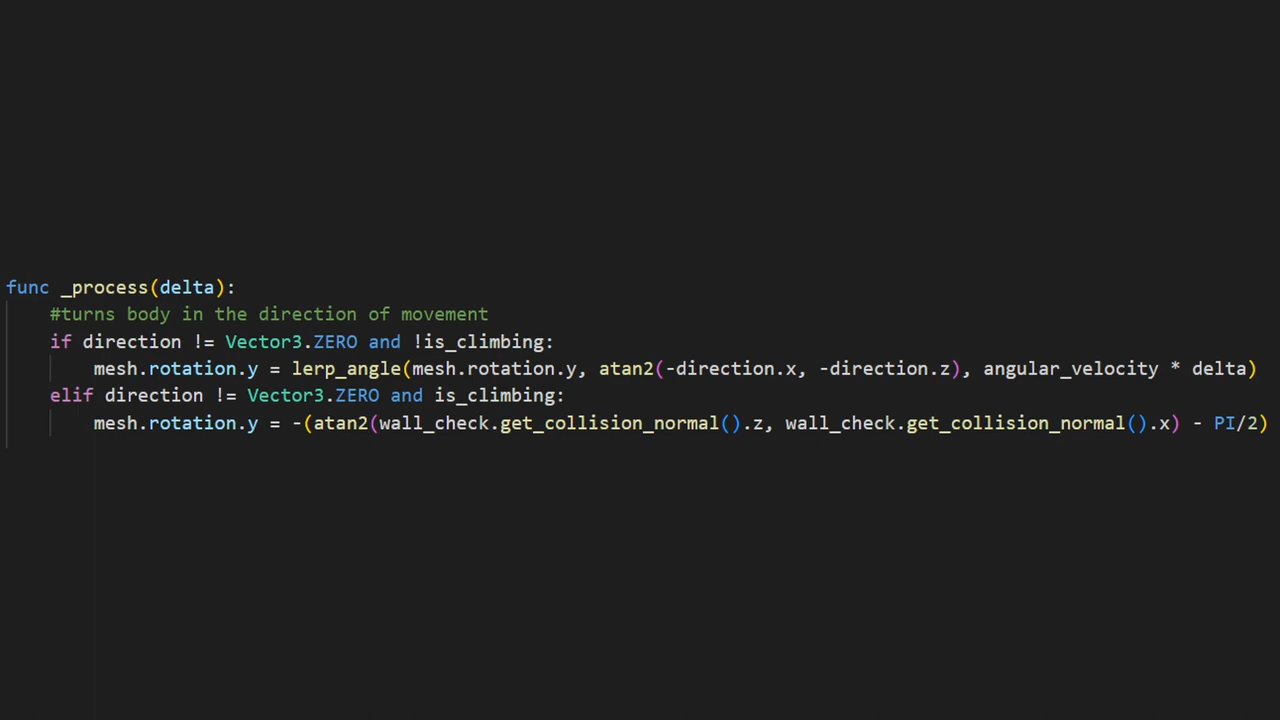 func _process(delta):
    #turns body in the direction of movement
    if direction != Vector3.ZERO and !is_climbing:
        mesh.rotation.y = lerp_angle(mesh.rotation.y, atan2(-direction.x, -direction.z), angular_velocity * delta)
    elif direction != Vector3.ZERO and is_climbing:
        mesh.rotation.y = -(atan2(wall_check.get_collision_normal().z, wall_check.get_collision_normal().x) - PI/2)